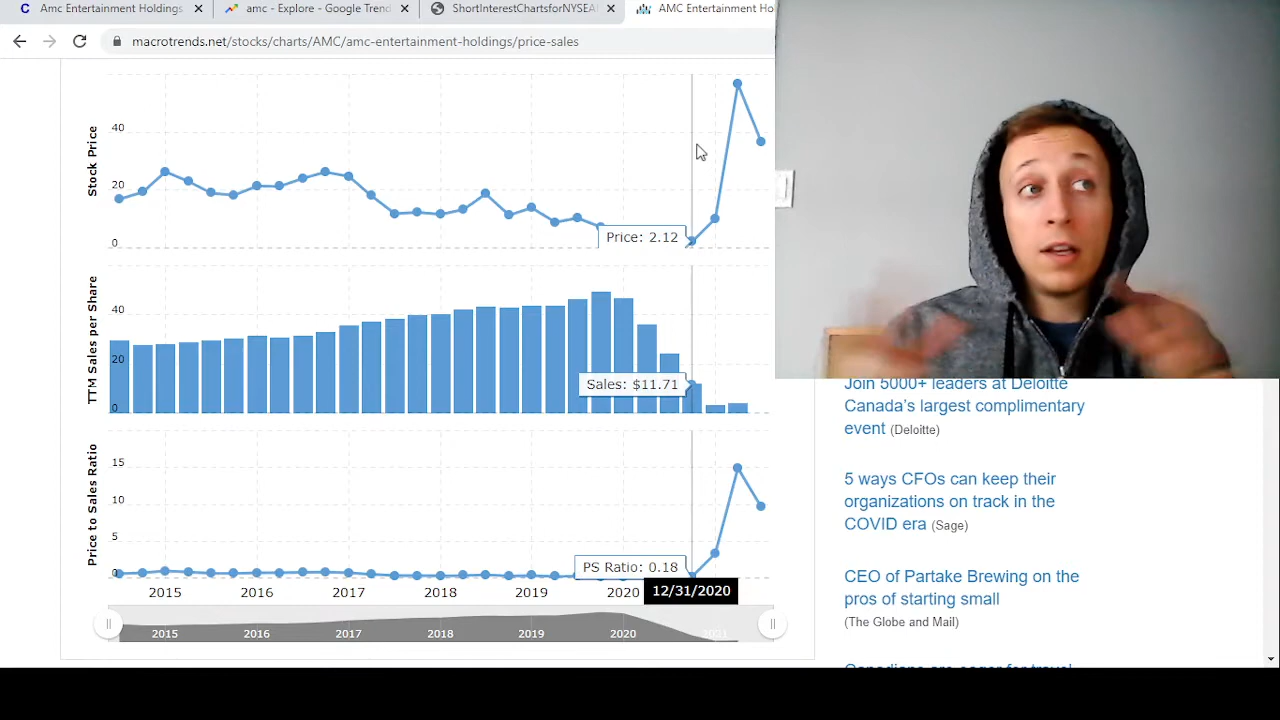 Amc Entertainment Holdings
amc - Explore - Google Trend
ShortInterestChartsforNYSEA
AMC Entertainment Ho
macrotrends.net/stocks/charts/AMC/amc-entertainment-holdings/price-sales
Stock Price
40
20
0
Price: 2.12
TTM Sales per Share
40
20
0
Sales: $11.71
Price to Sales Ratio
15
10
5
0
PS Ratio: 0.18
2015
2016
2017
2018
2019
2020
12/31/2020
2015
2016
2017
2018
2019
2020
2021
Join 5000+ leaders at Deloitte
Canada's largest complimentary
event (Deloitte)
5 ways CFOs can keep their
organizations on track in the
COVID era (Sage)
CEO of Partake Brewing on the
pros of starting small
(The Globe and Mail)